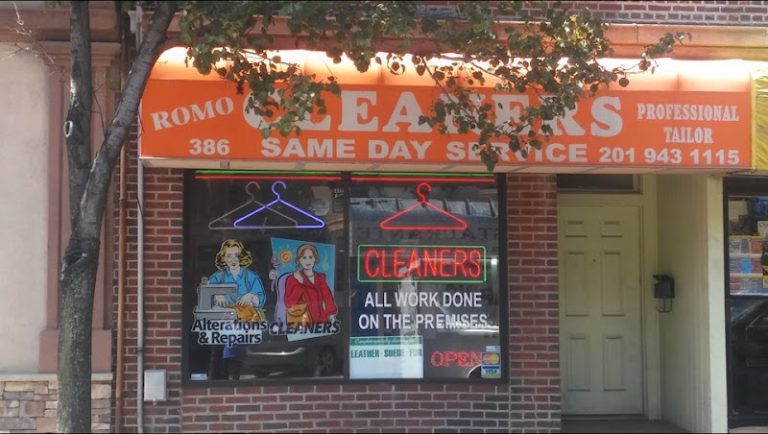 ROMO
CLEANERS
PROFESSIONAL
TAILOR
386
SAME DAY SERVICE
201 943 1115
CLEANERS
Alterations
& Repairs
CLEANERS
ALL WORK DONE
ON THE PREMISES
LEATHER · SUEDE · FUR
OPEN
VISA